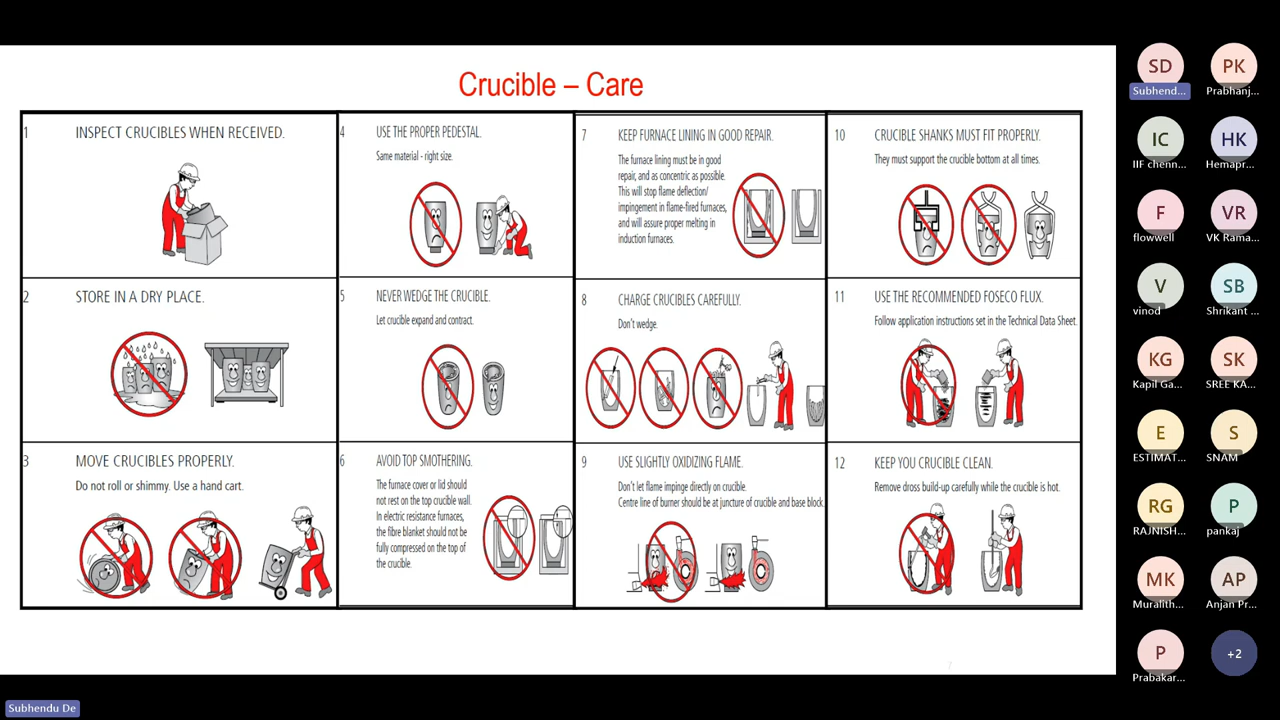 Crucible – Care
1
INSPECT CRUCIBLES WHEN RECEIVED.
2
STORE IN A DRY PLACE.
3
MOVE CRUCIBLES PROPERLY.
Do not roll or shimmy. Use a hand cart.
4
USE THE PROPER PEDESTAL.
Same material - right size.
5
NEVER WEDGE THE CRUCIBLE.
Let crucible expand and contract.
6
AVOID TOP SMOTHERING.
The furnace cover or lid should
not rest on the top crucible wall.
In electric resistance furnaces,
the fibre blanket should not be
fully compressed on the top of
the crucible.
7
KEEP FURNACE LINING IN GOOD REPAIR.
The furnace lining must be in good
repair, and as concentric as possible.
This will stop flame deflection/
impingement in flame-fired furnaces,
and will assure proper melting in
induction furnaces.
8
CHARGE CRUCIBLES CAREFULLY.
Don't wedge.
9
USE SLIGHTLY OXIDIZING FLAME.
Don't let flame impinge directly on crucible.
Centre line of burner should be at juncture of crucible and base block
10
CRUCIBLE SHANKS MUST FIT PROPERLY.
They must support the crucible bottom at all times.
11
USE THE RECOMMENDED FOSECO FLUX.
Follow application instructions set in the Technical Data Sheet.
12
KEEP YOU CRUCIBLE CLEAN.
Remove dross build-up carefully while the crucible is hot.
7
SD
Subhend...
PK
Prabhanj...
IC
IIF chenn...
HK
Hemapr...
F
flowwell
VR
VK Rama...
V
vinod
SB
Shrikant ...
KG
Kapil Ga...
SK
SREE KA...
E
ESTIMAT...
S
SNAM
RG
RAJNISH...
P
pankaj
MK
Muralith...
AP
Anjan Pr...
P
Prabakar...
+2
Subhendu De